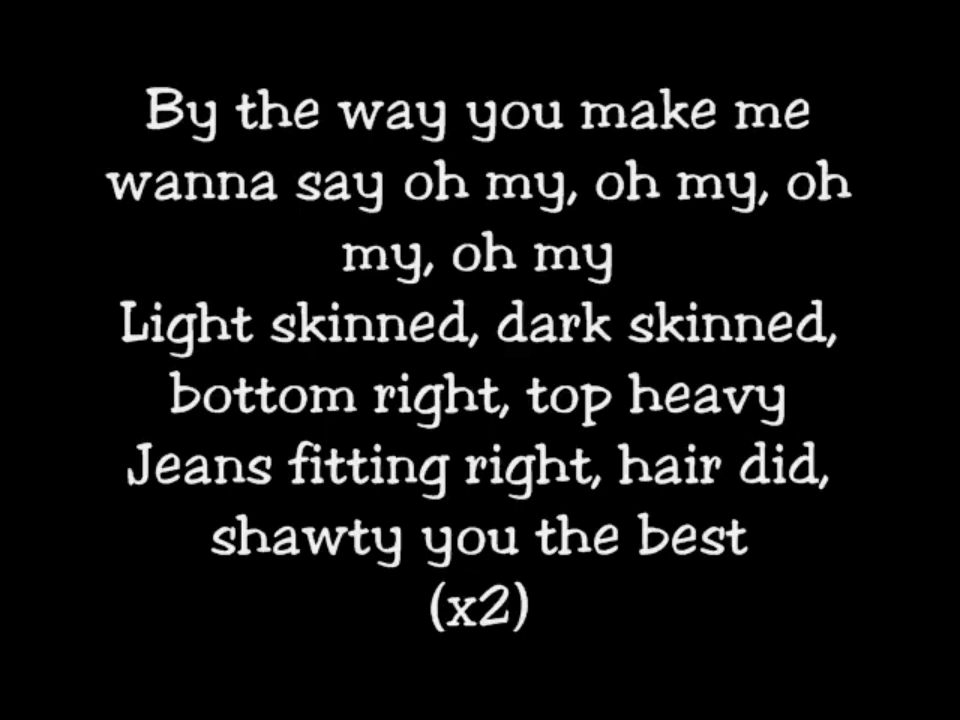 By the way you make me
wanna say oh my, oh my, oh
my, oh my
Light skinned, dark skinned,
bottom right, top heavy
Jeans fitting right, hair did,
shawty you the best
(x2)